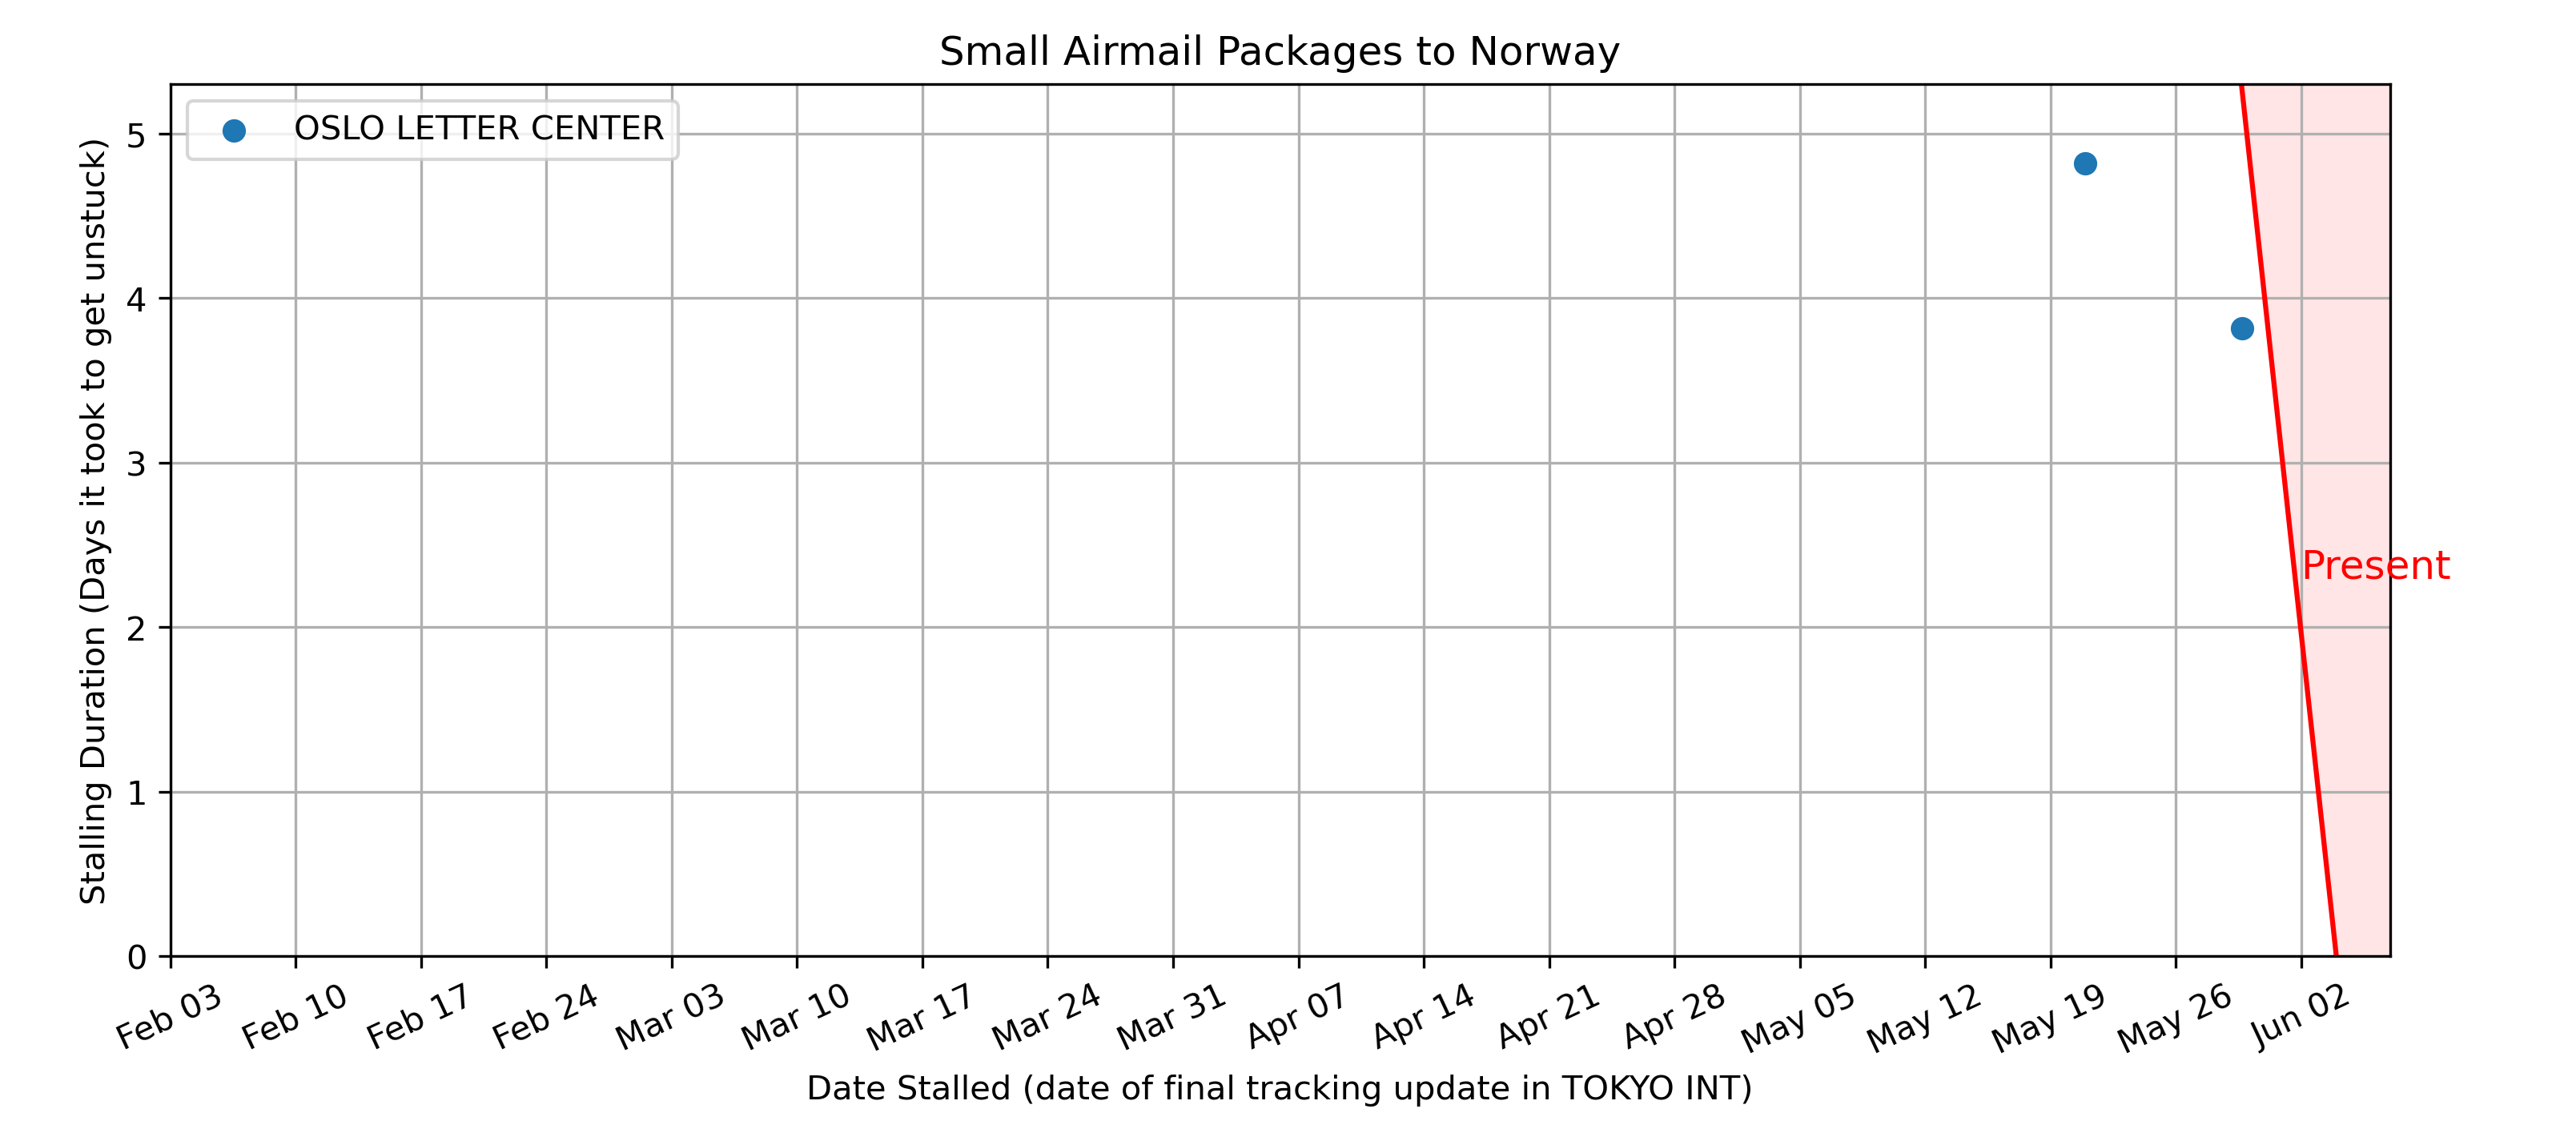 Small Airmail Packages to Norway
OSLO LETTER CENTER
Stalling Duration (Days it took to get unstuck)
5
4
3
2
1
0
Present
Feb 03
Feb 10
Feb 17
Feb 24
Mar 03
Mar 10
Mar 17
Mar 24
Mar 31
Apr 07
Apr 14
Apr 21
Apr 28
May 05
May 12
May 19
May 26
Jun 02
Date Stalled (date of final tracking update in TOKYO INT)